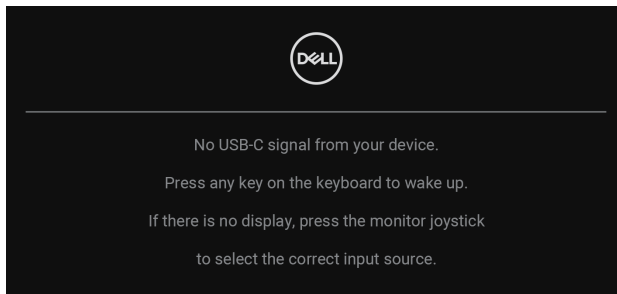 DELL
No USB-C signal from your device.
Press any key on the keyboard to wake up.
If there is no display, press the monitor joystick
to select the correct input source.